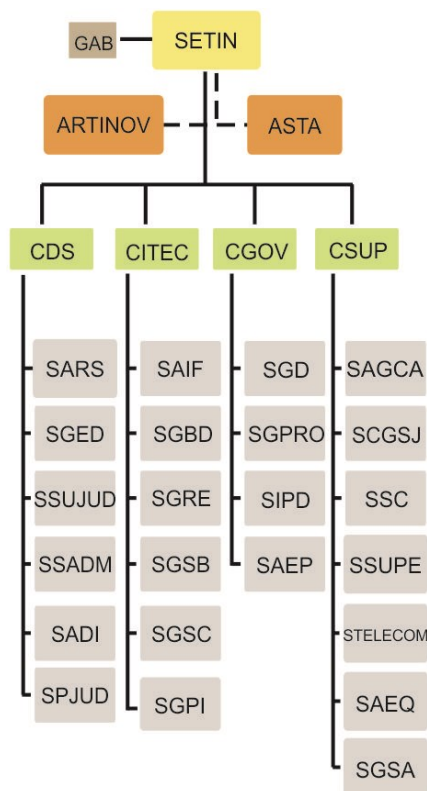 GAB
SETIN
ARTINOV
ASTA
CDS
CITEC
CGOV
CSUP
SARS
SAIF
SGD
SAGCA
SGED
SGBD
SGPRO
SCGSJ
SSUJUD
SGRE
SIPD
SSC
SSADM
SGSB
SAEP
SSUPE
SADI
SGSC
STELECOM
SPJUD
SGPI
SAEQ
SGSA